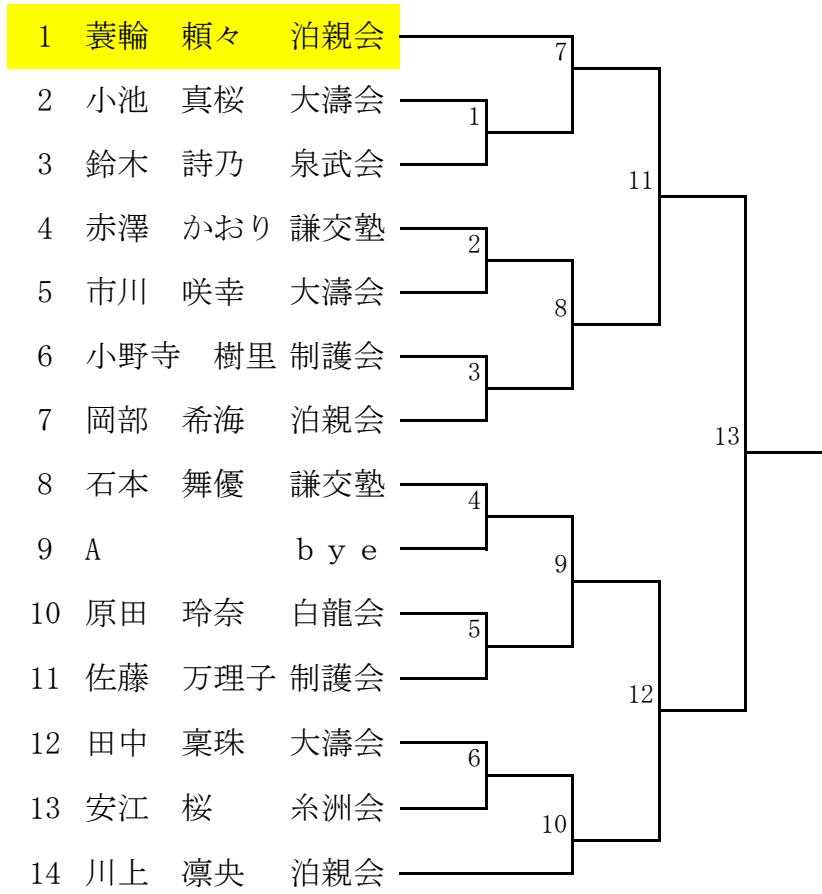 1 蓑輪 頼々 泊親会
7
2 小池 真桜 大濤会
1
3 鈴木 詩乃 泉武会
11
4 赤澤 かおり 謙交塾
2
5 市川 咲幸 大濤会
8
6 小野寺 樹里 制護会
3
7 岡部 希海 泊親会
13
8 石本 舞優 謙交塾
4
9 A bye
9
10 原田 玲奈 白龍会
5
11 佐藤 万理子 制護会
12
12 田中 稟珠 大濤会
6
13 安江 桜 糸洲会
10
14 川上 凛央 泊親会